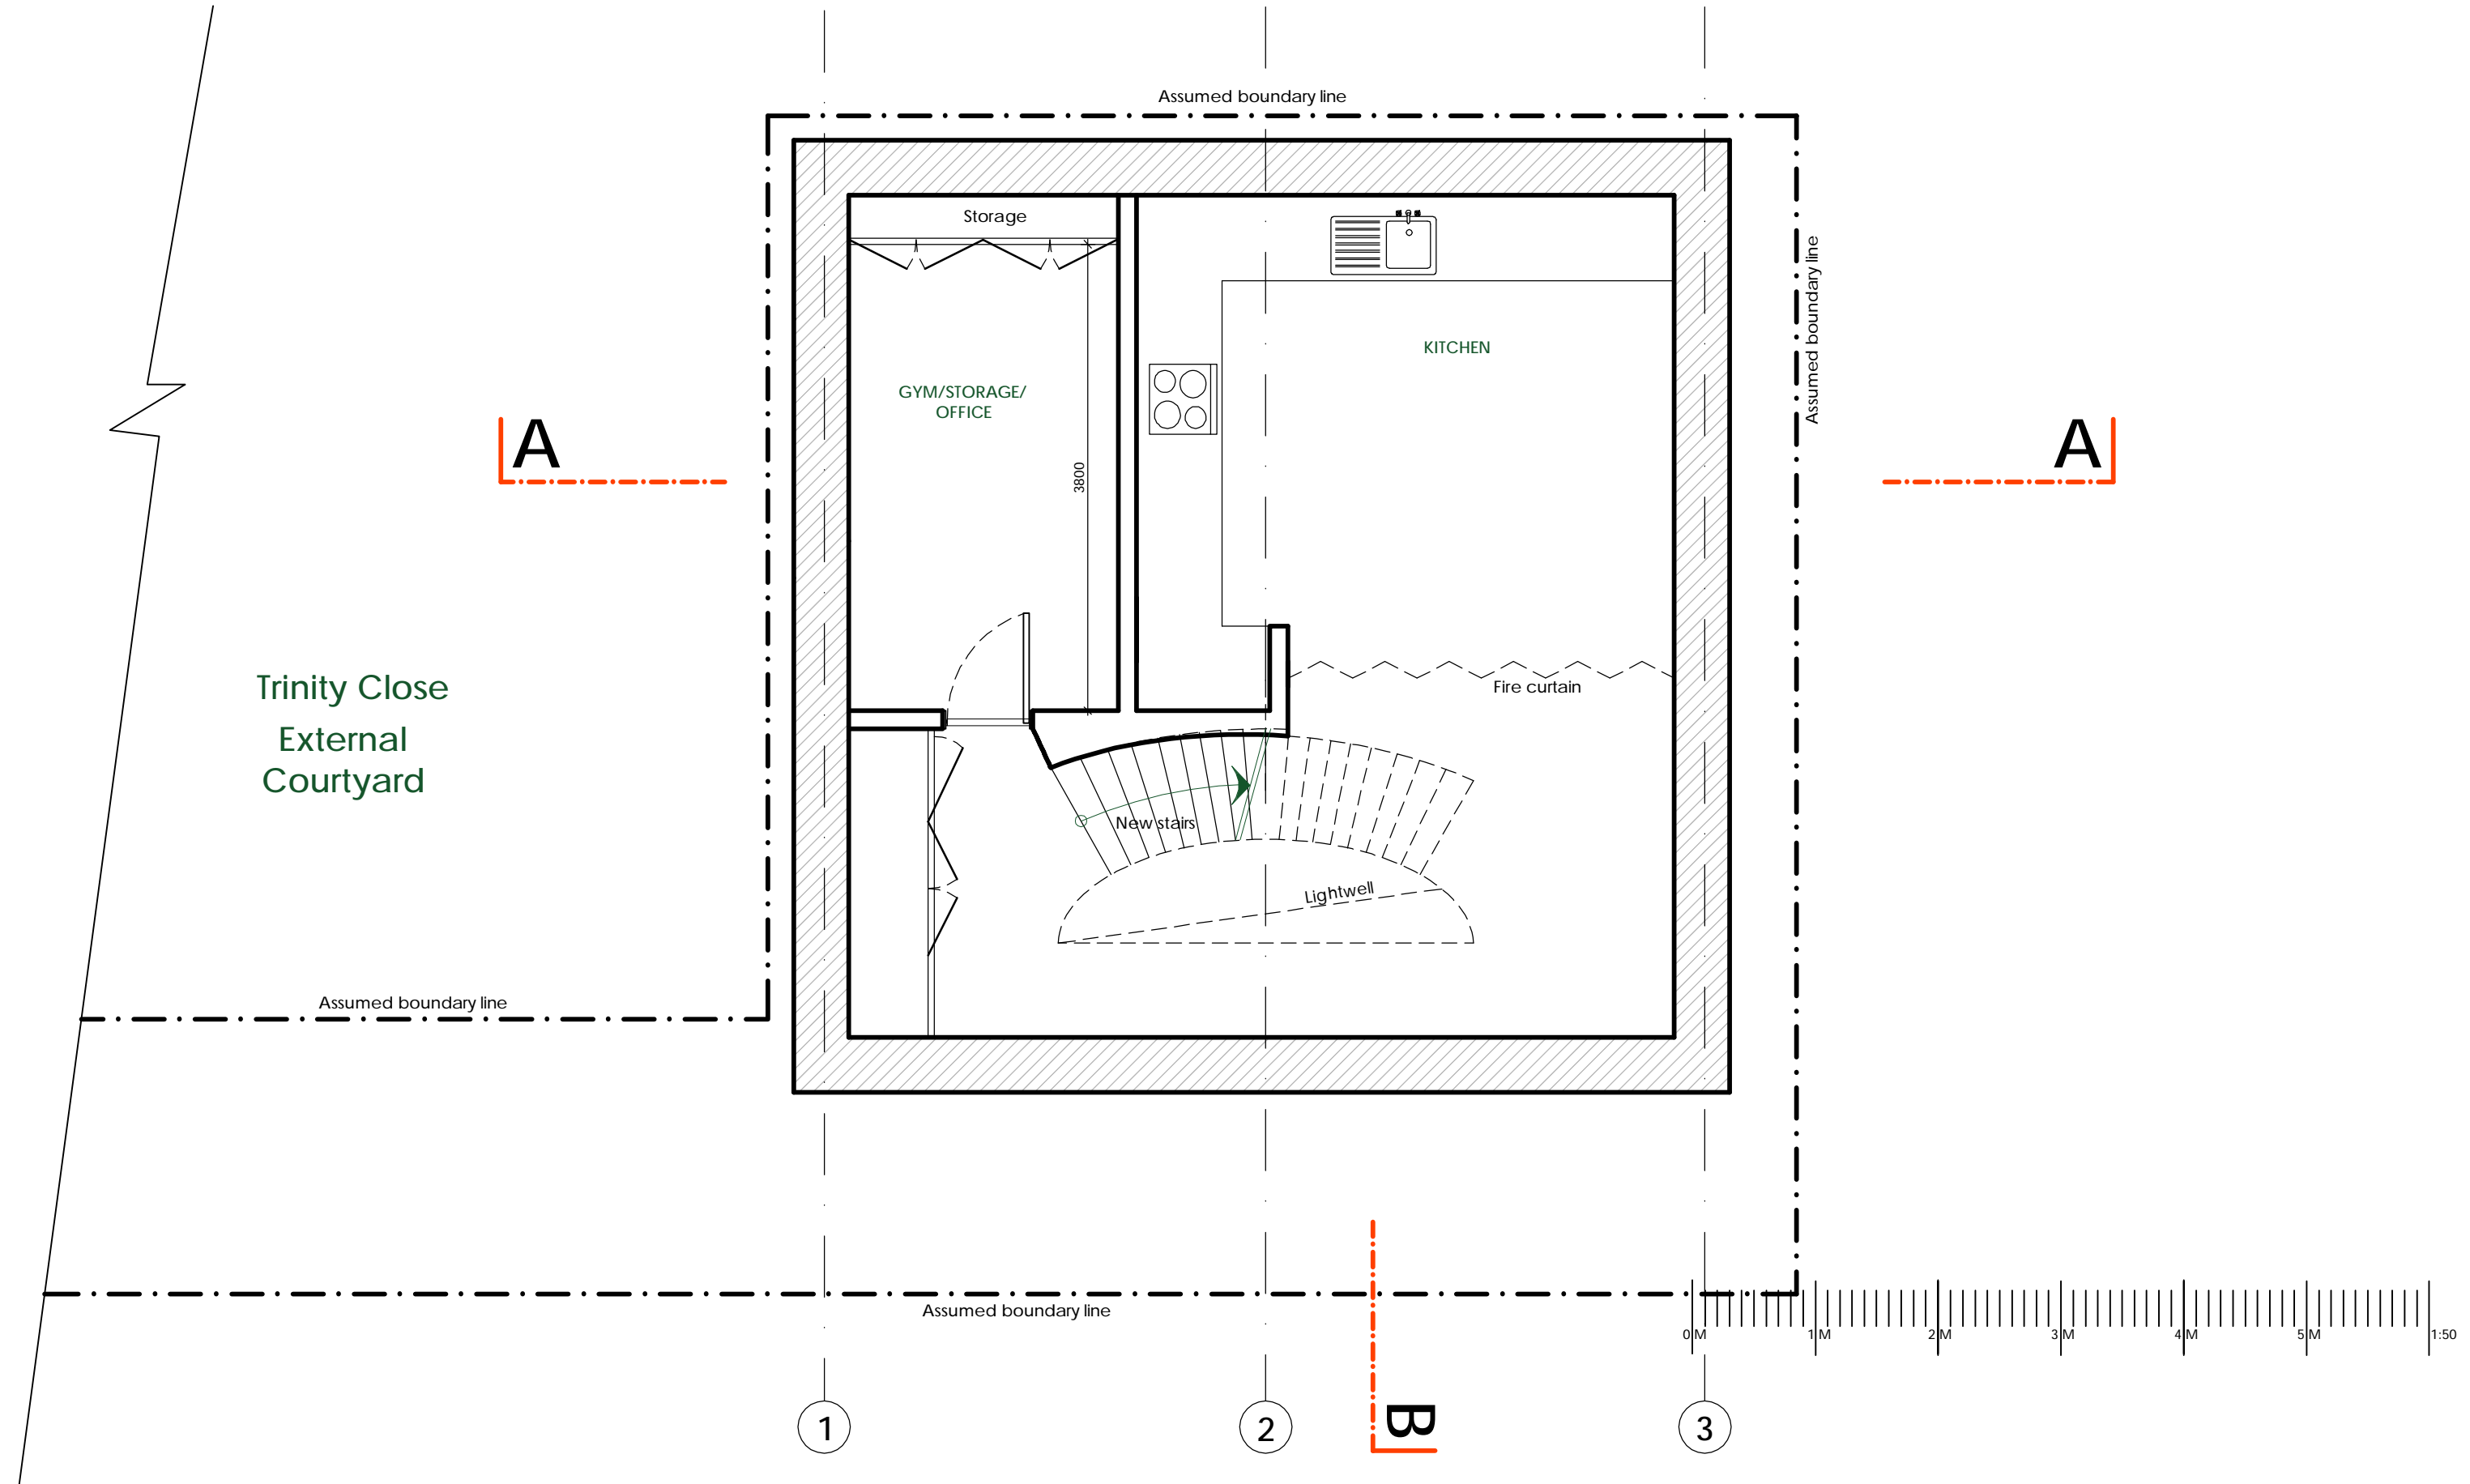 Assumed boundary line
Assumed boundary line
Storage
KITCHEN
GYM/STORAGE/
OFFICE
A
A
3800
Trinity Close
External
Courtyard
Fire curtain
New stairs
Lightwell
Assumed boundary line
Assumed boundary line
0 M
1 M
2 M
3 M
4 M
5 M
1:50
B
1
2
3